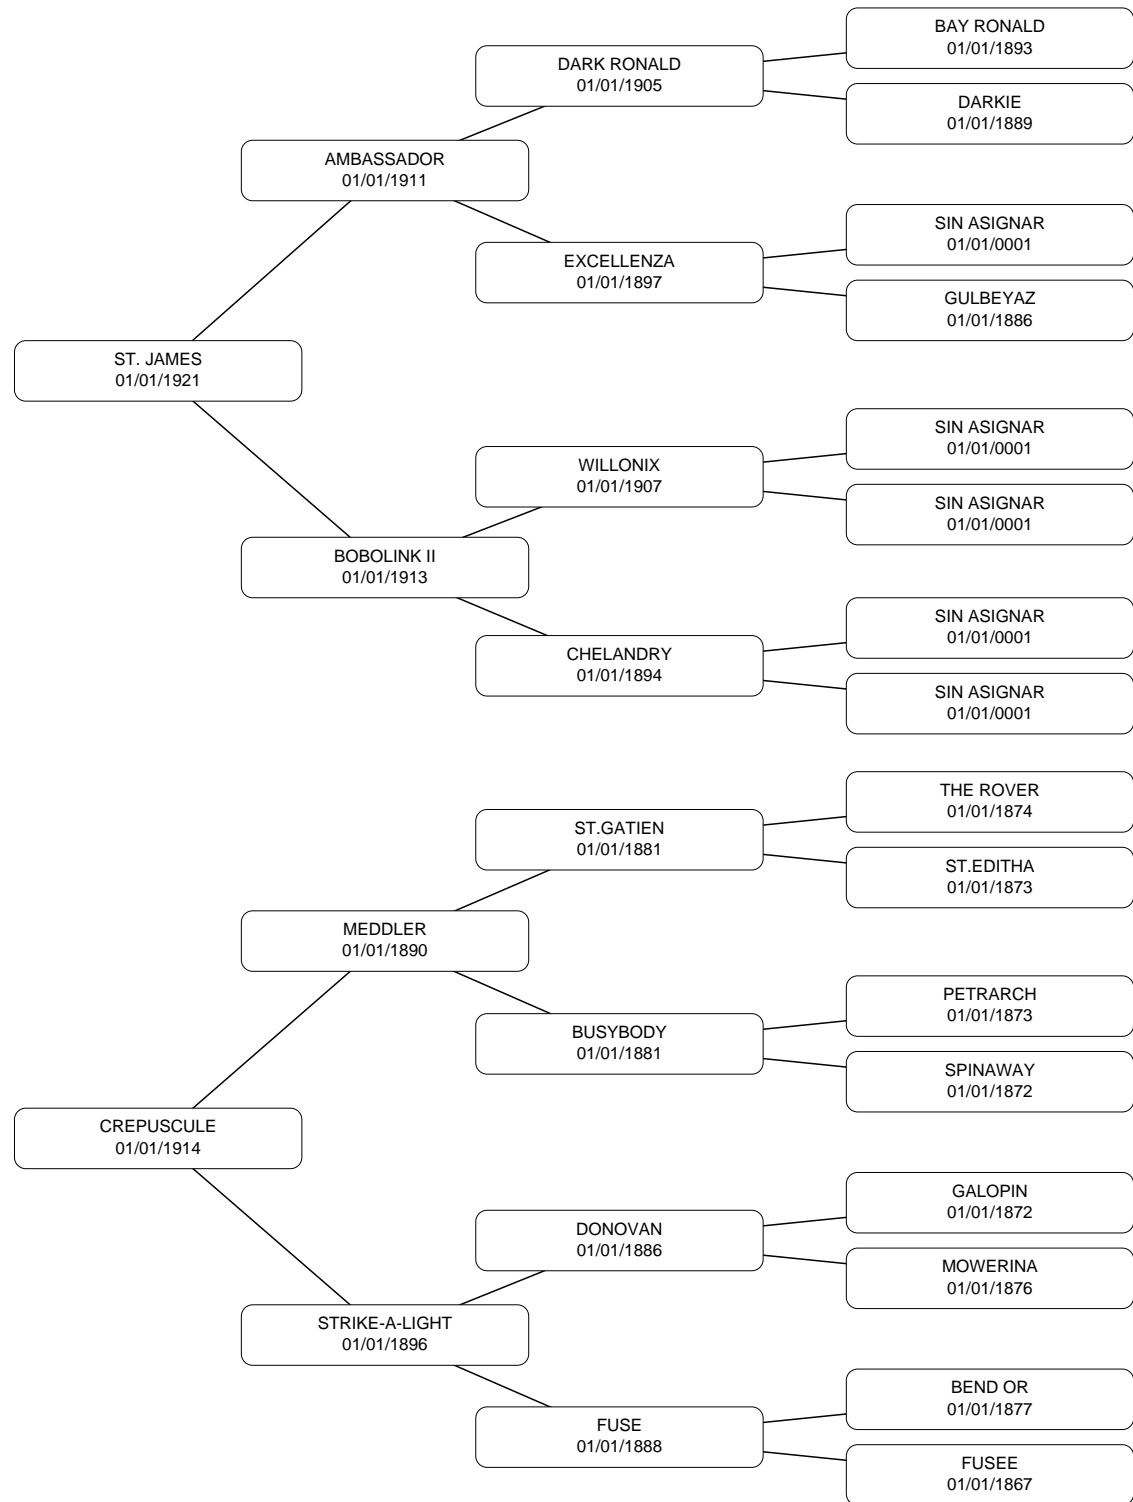 BAY RONALD
01/01/1893
DARK RONALD
01/01/1905
DARKIE
01/01/1889
AMBASSADOR
01/01/1911
SIN ASIGNAR
01/01/0001
EXCELLENZA
01/01/1897
GULBEYAZ
01/01/1886
ST. JAMES
01/01/1921
SIN ASIGNAR
01/01/0001
WILLONIX
01/01/1907
SIN ASIGNAR
01/01/0001
BOBOLINK II
01/01/1913
SIN ASIGNAR
01/01/0001
CHELANDRY
01/01/1894
SIN ASIGNAR
01/01/0001
THE ROVER
01/01/1874
ST.GATIEN
01/01/1881
ST.EDITHA
01/01/1873
MEDDLER
01/01/1890
PETRARCH
01/01/1873
BUSYBODY
01/01/1881
SPINAWAY
01/01/1872
CREPUSCULE
01/01/1914
GALOPIN
01/01/1872
DONOVAN
01/01/1886
MOWERINA
01/01/1876
STRIKE-A-LIGHT
01/01/1896
BEND OR
01/01/1877
FUSE
01/01/1888
FUSEE
01/01/1867